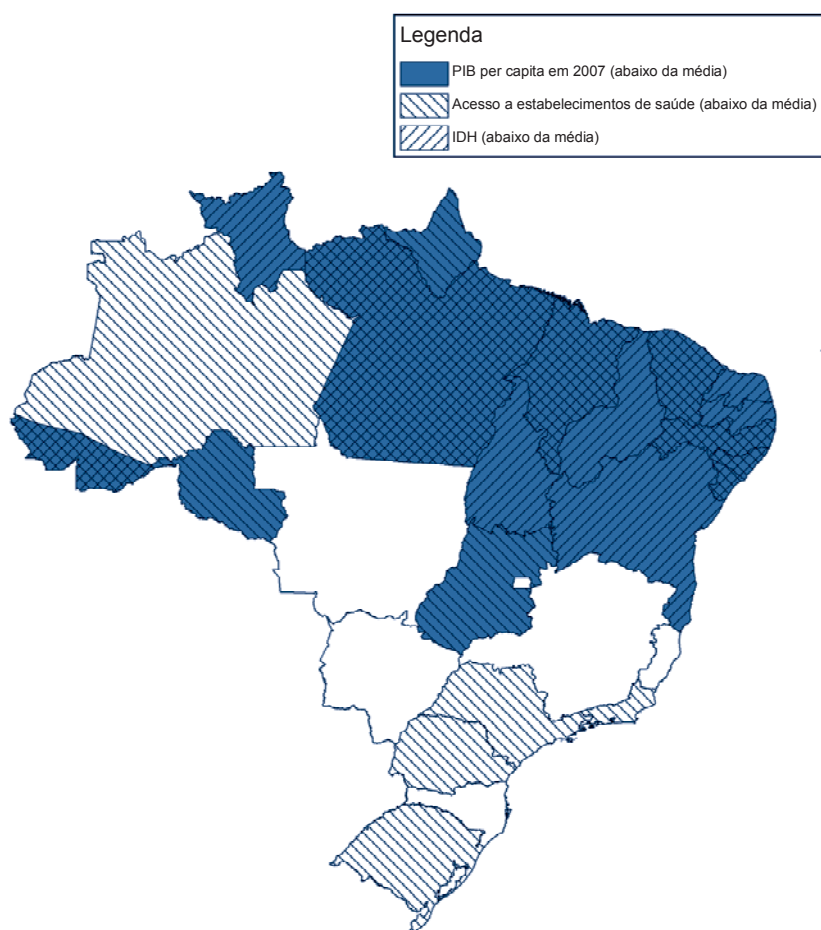 Legenda
PIB per capita em 2007 (abaixo da média)
Acesso a estabelecimentos de saúde (abaixo da média)
IDH (abaixo da média)